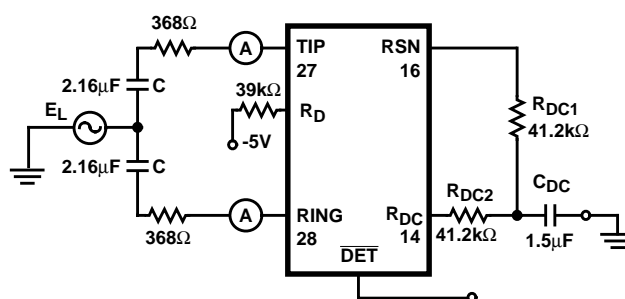 368Ω
A
TIP
27
RSN
16
2.16µF
C
39kΩ
R_D
-5V
E_L
2.16µF
C
R_DC1
41.2kΩ
R_DC2
41.2kΩ
C_DC
1.5µF
A
368Ω
RING
28
R_DC
14
DET